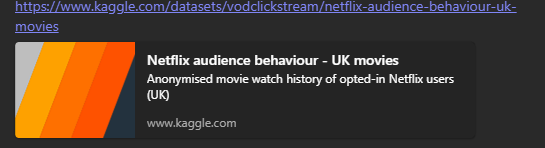 https://www.kaggle.com/datasets/vodclickstream/netflix-audience-behaviour-uk-
movies
Netflix audience behaviour - UK movies
Anonymised movie watch history of opted-in Netflix users
(UK)
www.kaggle.com